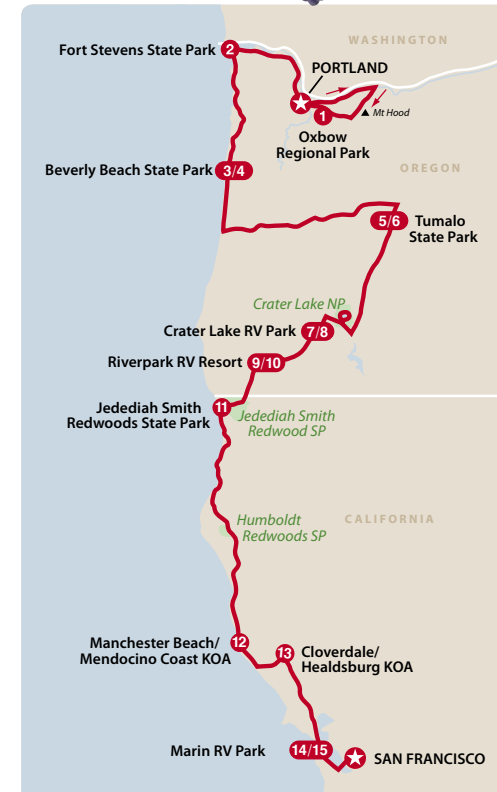 WASHINGTON
Fort Stevens State Park
2
PORTLAND
1
Mt Hood
Oxbow
Regional Park
OREGON
Beverly Beach State Park
3/4
5/6
Tumalo
State Park
Crater Lake NP
Crater Lake RV Park
7/8
Riverpark RV Resort
9/10
11
Jedediah Smith
Redwoods State Park
Jedediah Smith
Redwood SP
Humboldt
Redwoods SP
CALIFORNIA
Manchester Beach/
Mendocino Coast KOA
12
13
Cloverdale/
Healdsburg KOA
Marin RV Park
14/15
SAN FRANCISCO